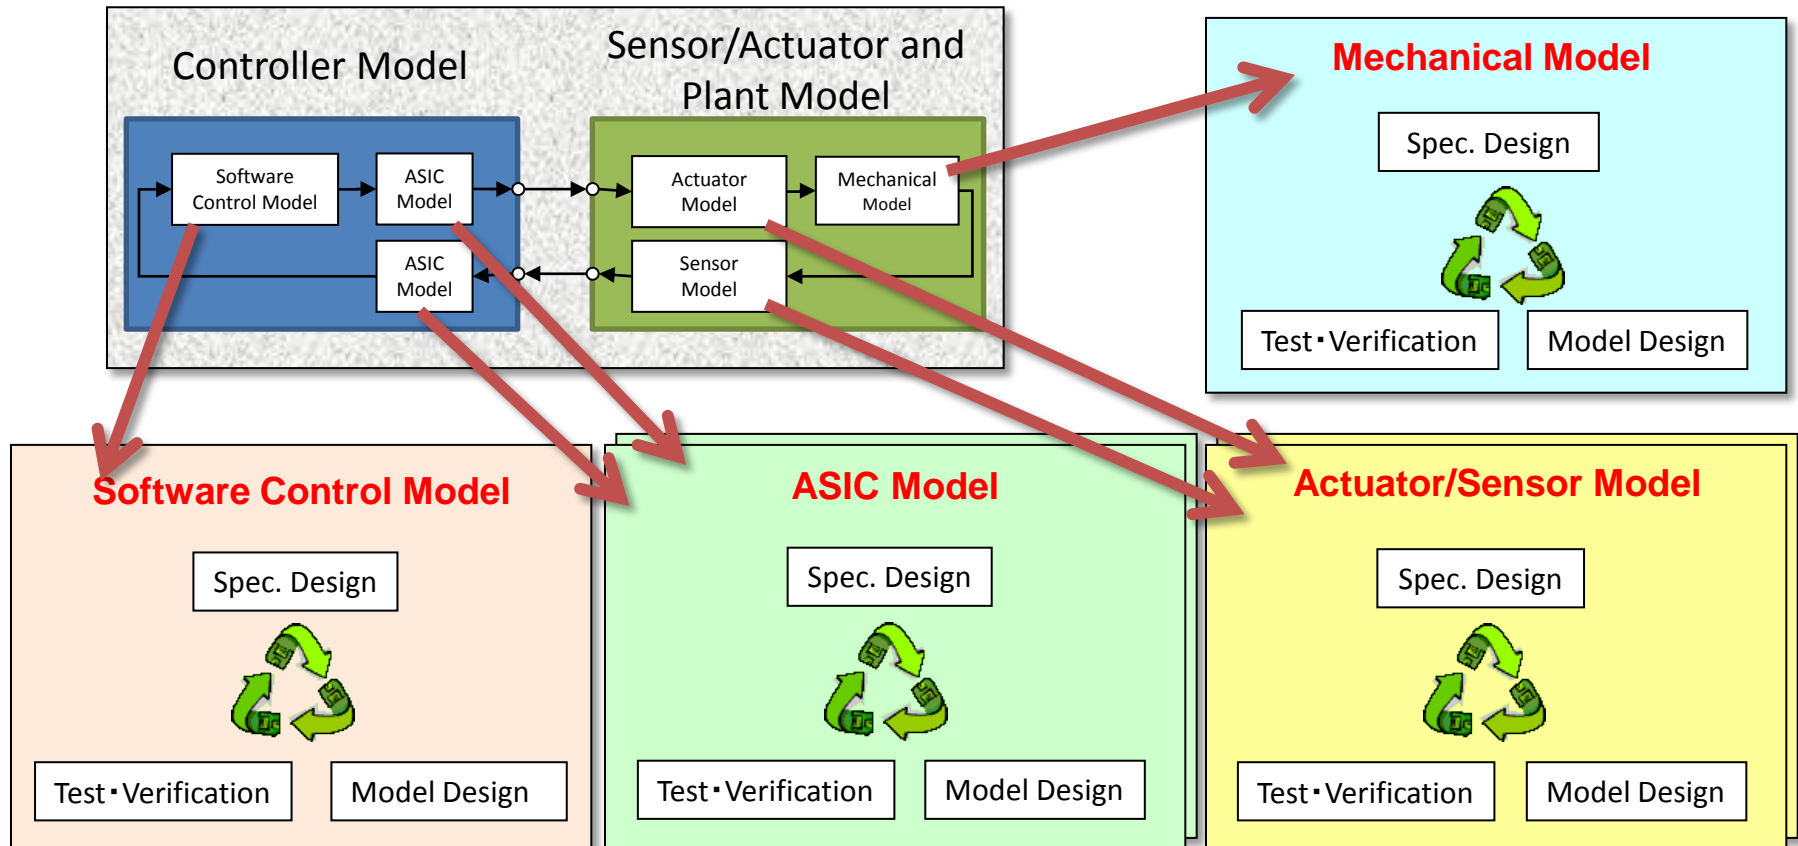 Controller Model
Sensor/Actuator and
Plant Model
Software
Control Model
ASIC
Model
ASIC
Model
Actuator
Model
Mechanical
Model
Sensor
Model
Mechanical Model
Spec. Design
Test・Verification
Model Design
Software Control Model
Spec. Design
Test・Verification
Model Design
ASIC Model
Spec. Design
Test・Verification
Model Design
Actuator/Sensor Model
Spec. Design
Test・Verification
Model Design